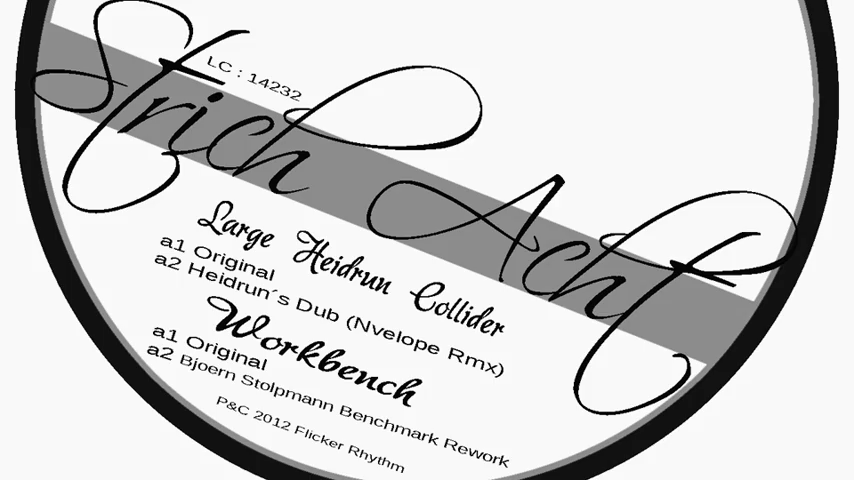 LC : 14232
Strich Acht
Large Heidrun Collider
a1 Original
a2 Heidrun´s Dub (Nvelope Rmx)
Workbench
a1 Original
a2 Bjoern Stolpmann Benchmark Rework
P&C 2012 Flicker Rhythm